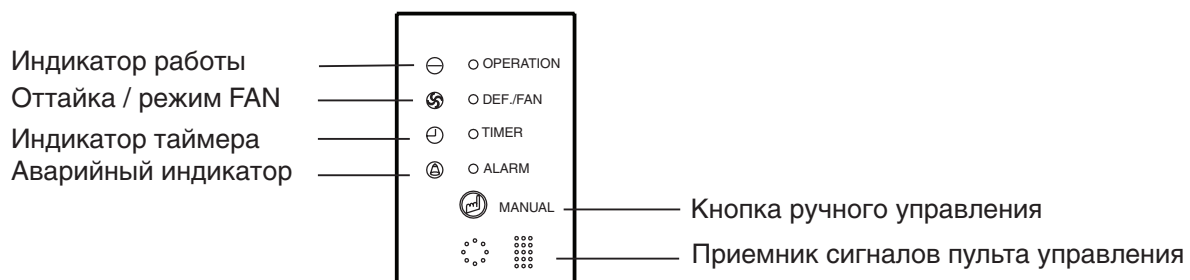 Индикатор работы
OPERATION
Оттайка / режим FAN
DEF./FAN
Индикатор таймера
TIMER
Аварийный индикатор
ALARM
MANUAL
Кнопка ручного управления
Приемник сигналов пульта управления